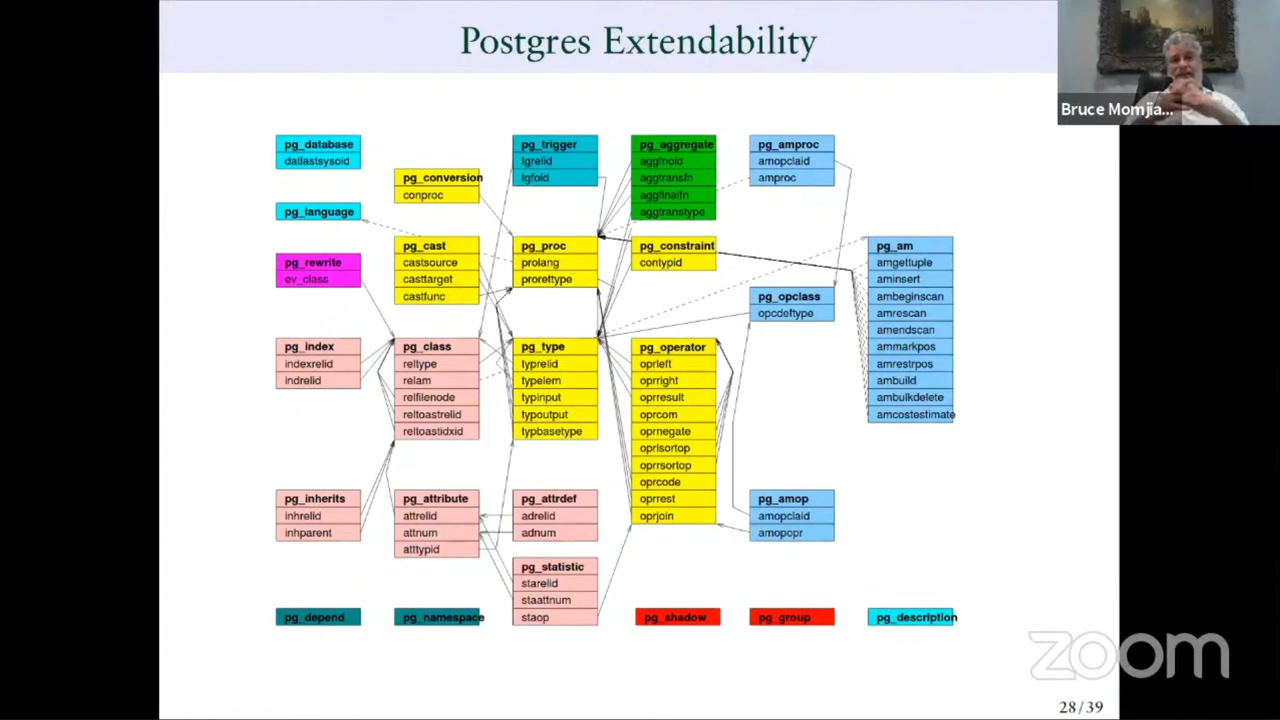 Postgres Extendability
Bruce Momjia...
pg_database
datlastsysoid
pg_language
pg_rewrite
ev_class
pg_index
indexrelid
indrelid
pg_inherits
inhrelid
inhparent
pg_depend
pg_conversion
conproc
pg_cast
castsource
casttarget
castfunc
pg_class
reltype
relam
relfilenode
reltoastrelid
reltoastidxid
pg_attribute
attrelid
attnum
atttypid
pg_namespace
pg_trigger
tgrelid
tgfoid
pg_proc
prolang
prorettype
pg_type
typrelid
typelem
typinput
typoutput
typbasetype
pg_attrdef
adrelid
adnum
pg_statistic
starelid
staattnum
staop
pg_aggregate
aggfnoid
aggtransfn
aggfinalfn
aggtranstype
pg_constraint
contypid
pg_operator
oprleft
oprright
oprresult
oprcom
oprnegate
oprlsortop
oprrsortop
oprcode
oprrest
oprjoin
pg_shadow
pg_amproc
amopclaid
amproc
pg_opclass
opcdeftype
pg_amop
amopclaid
amopopr
pg_group
pg_am
amgettuple
aminsert
ambeginscan
amrescan
amendscan
ammarkpos
amrestrpos
ambuild
ambulkdelete
amcostestimate
pg_description
zoom
28/39